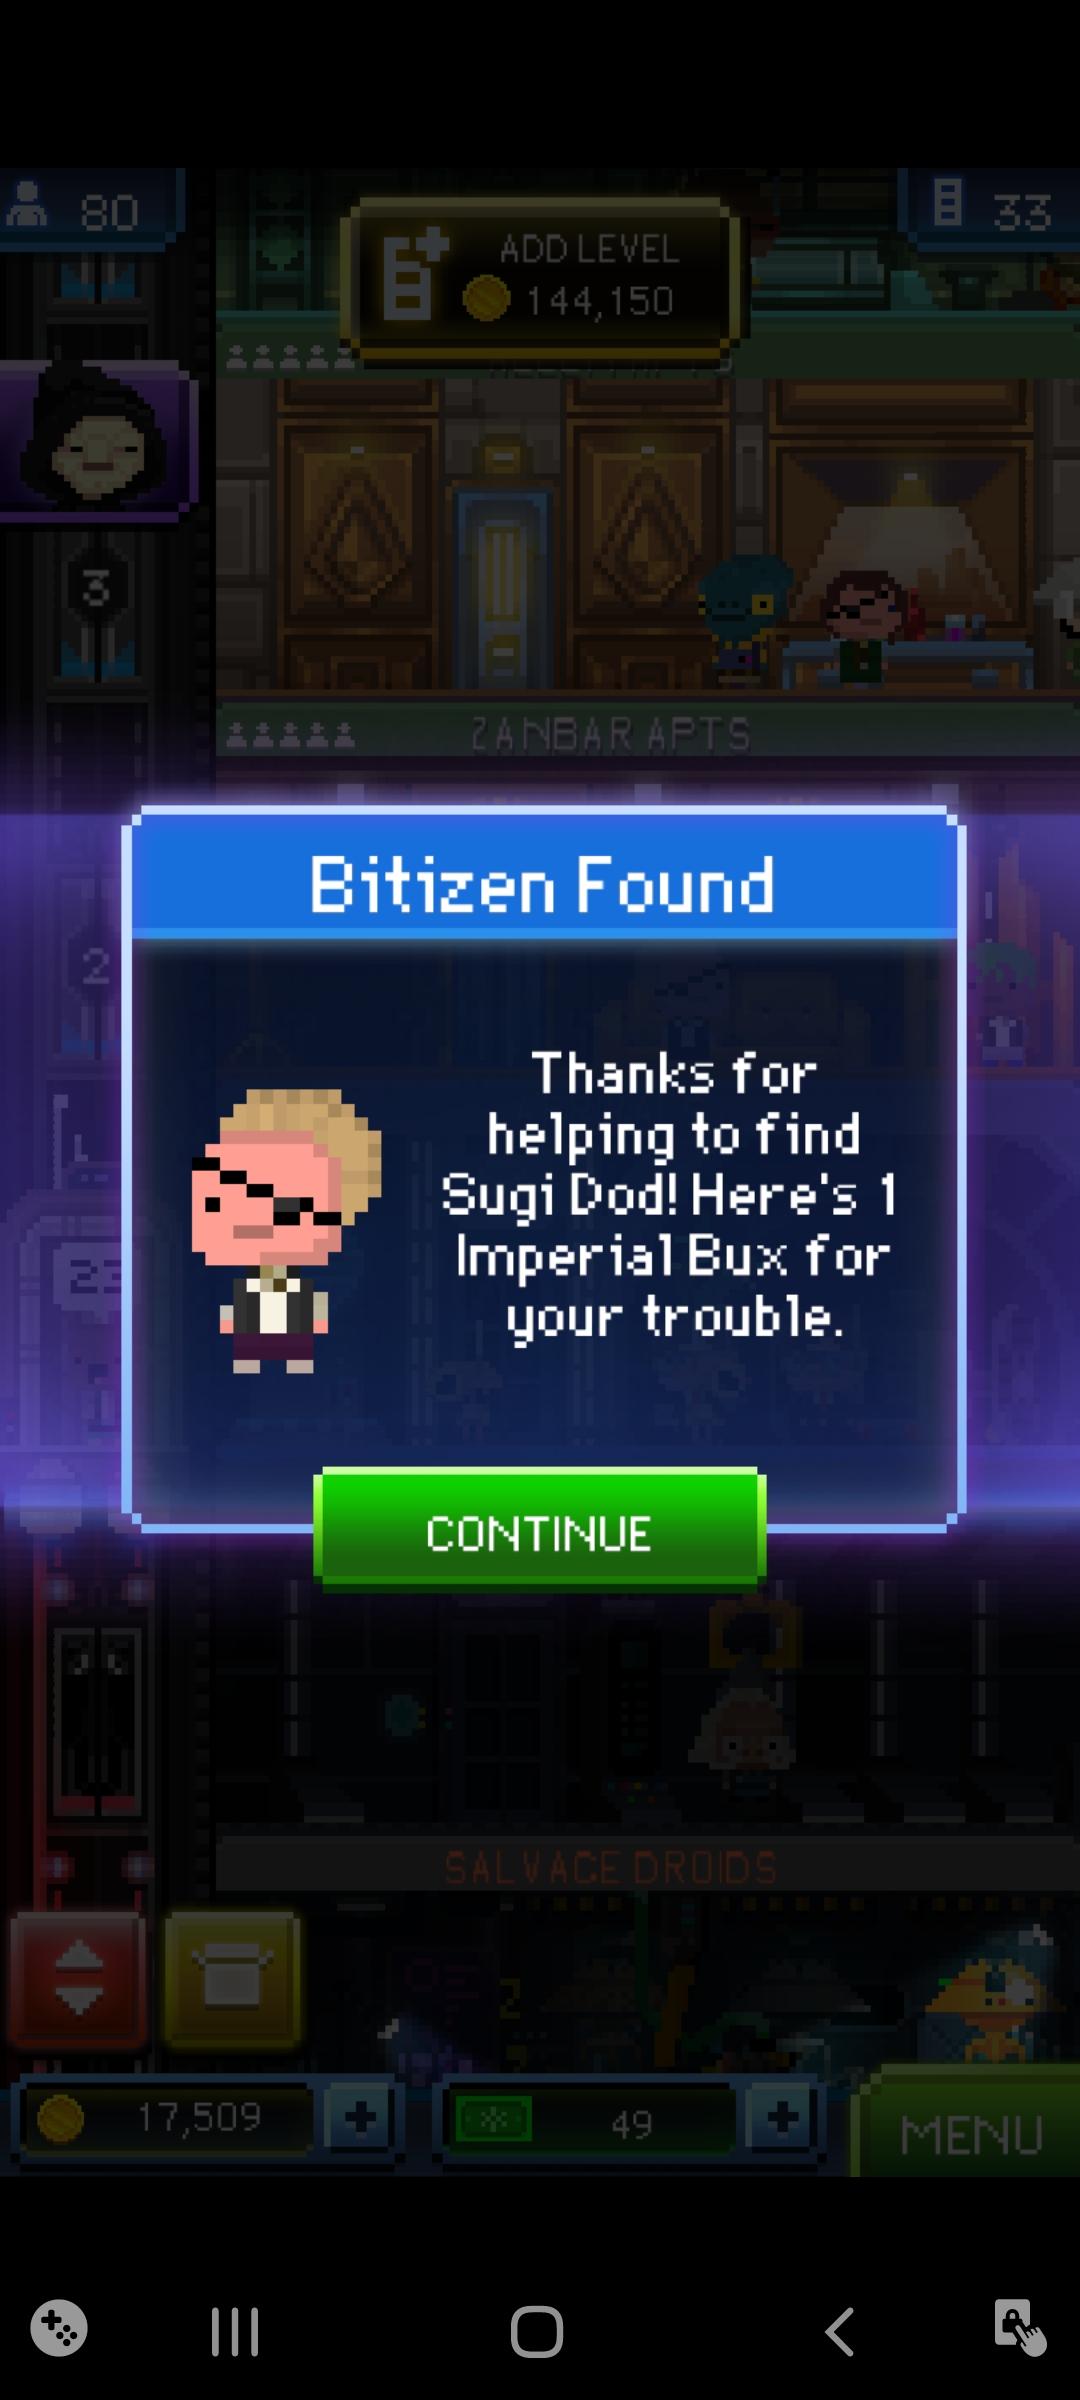 80
ADD LEVEL
144,150
33
3
ZANBAR APTS
Bitizen Found
2
Thanks for
helping to find
Sugi Dod! Here's 1
Imperial Bux for
your trouble.
23
CONTINUE
SALVAGE DROIDS
17,509
49
MENU